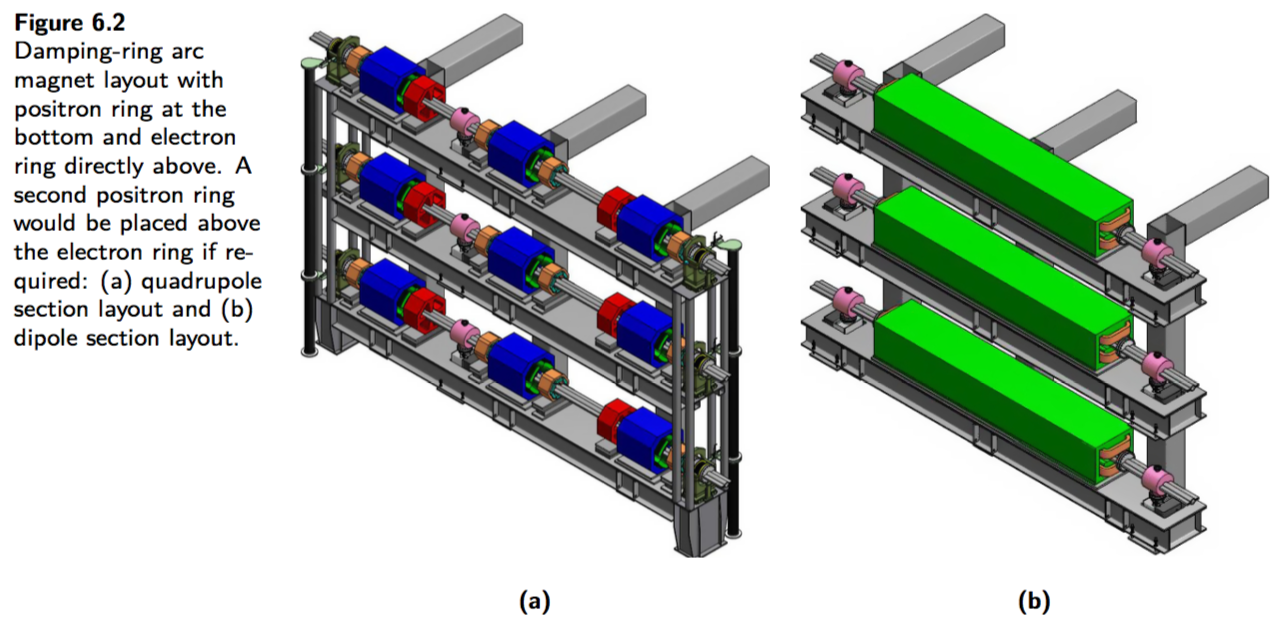 Figure 6.2
Damping-ring arc
magnet layout with
positron ring at the
bottom and electron
ring directly above. A
second positron ring
would be placed above
the electron ring if re-
quired: (a) quadrupole
section layout and (b)
dipole section layout.
(a)
(b)